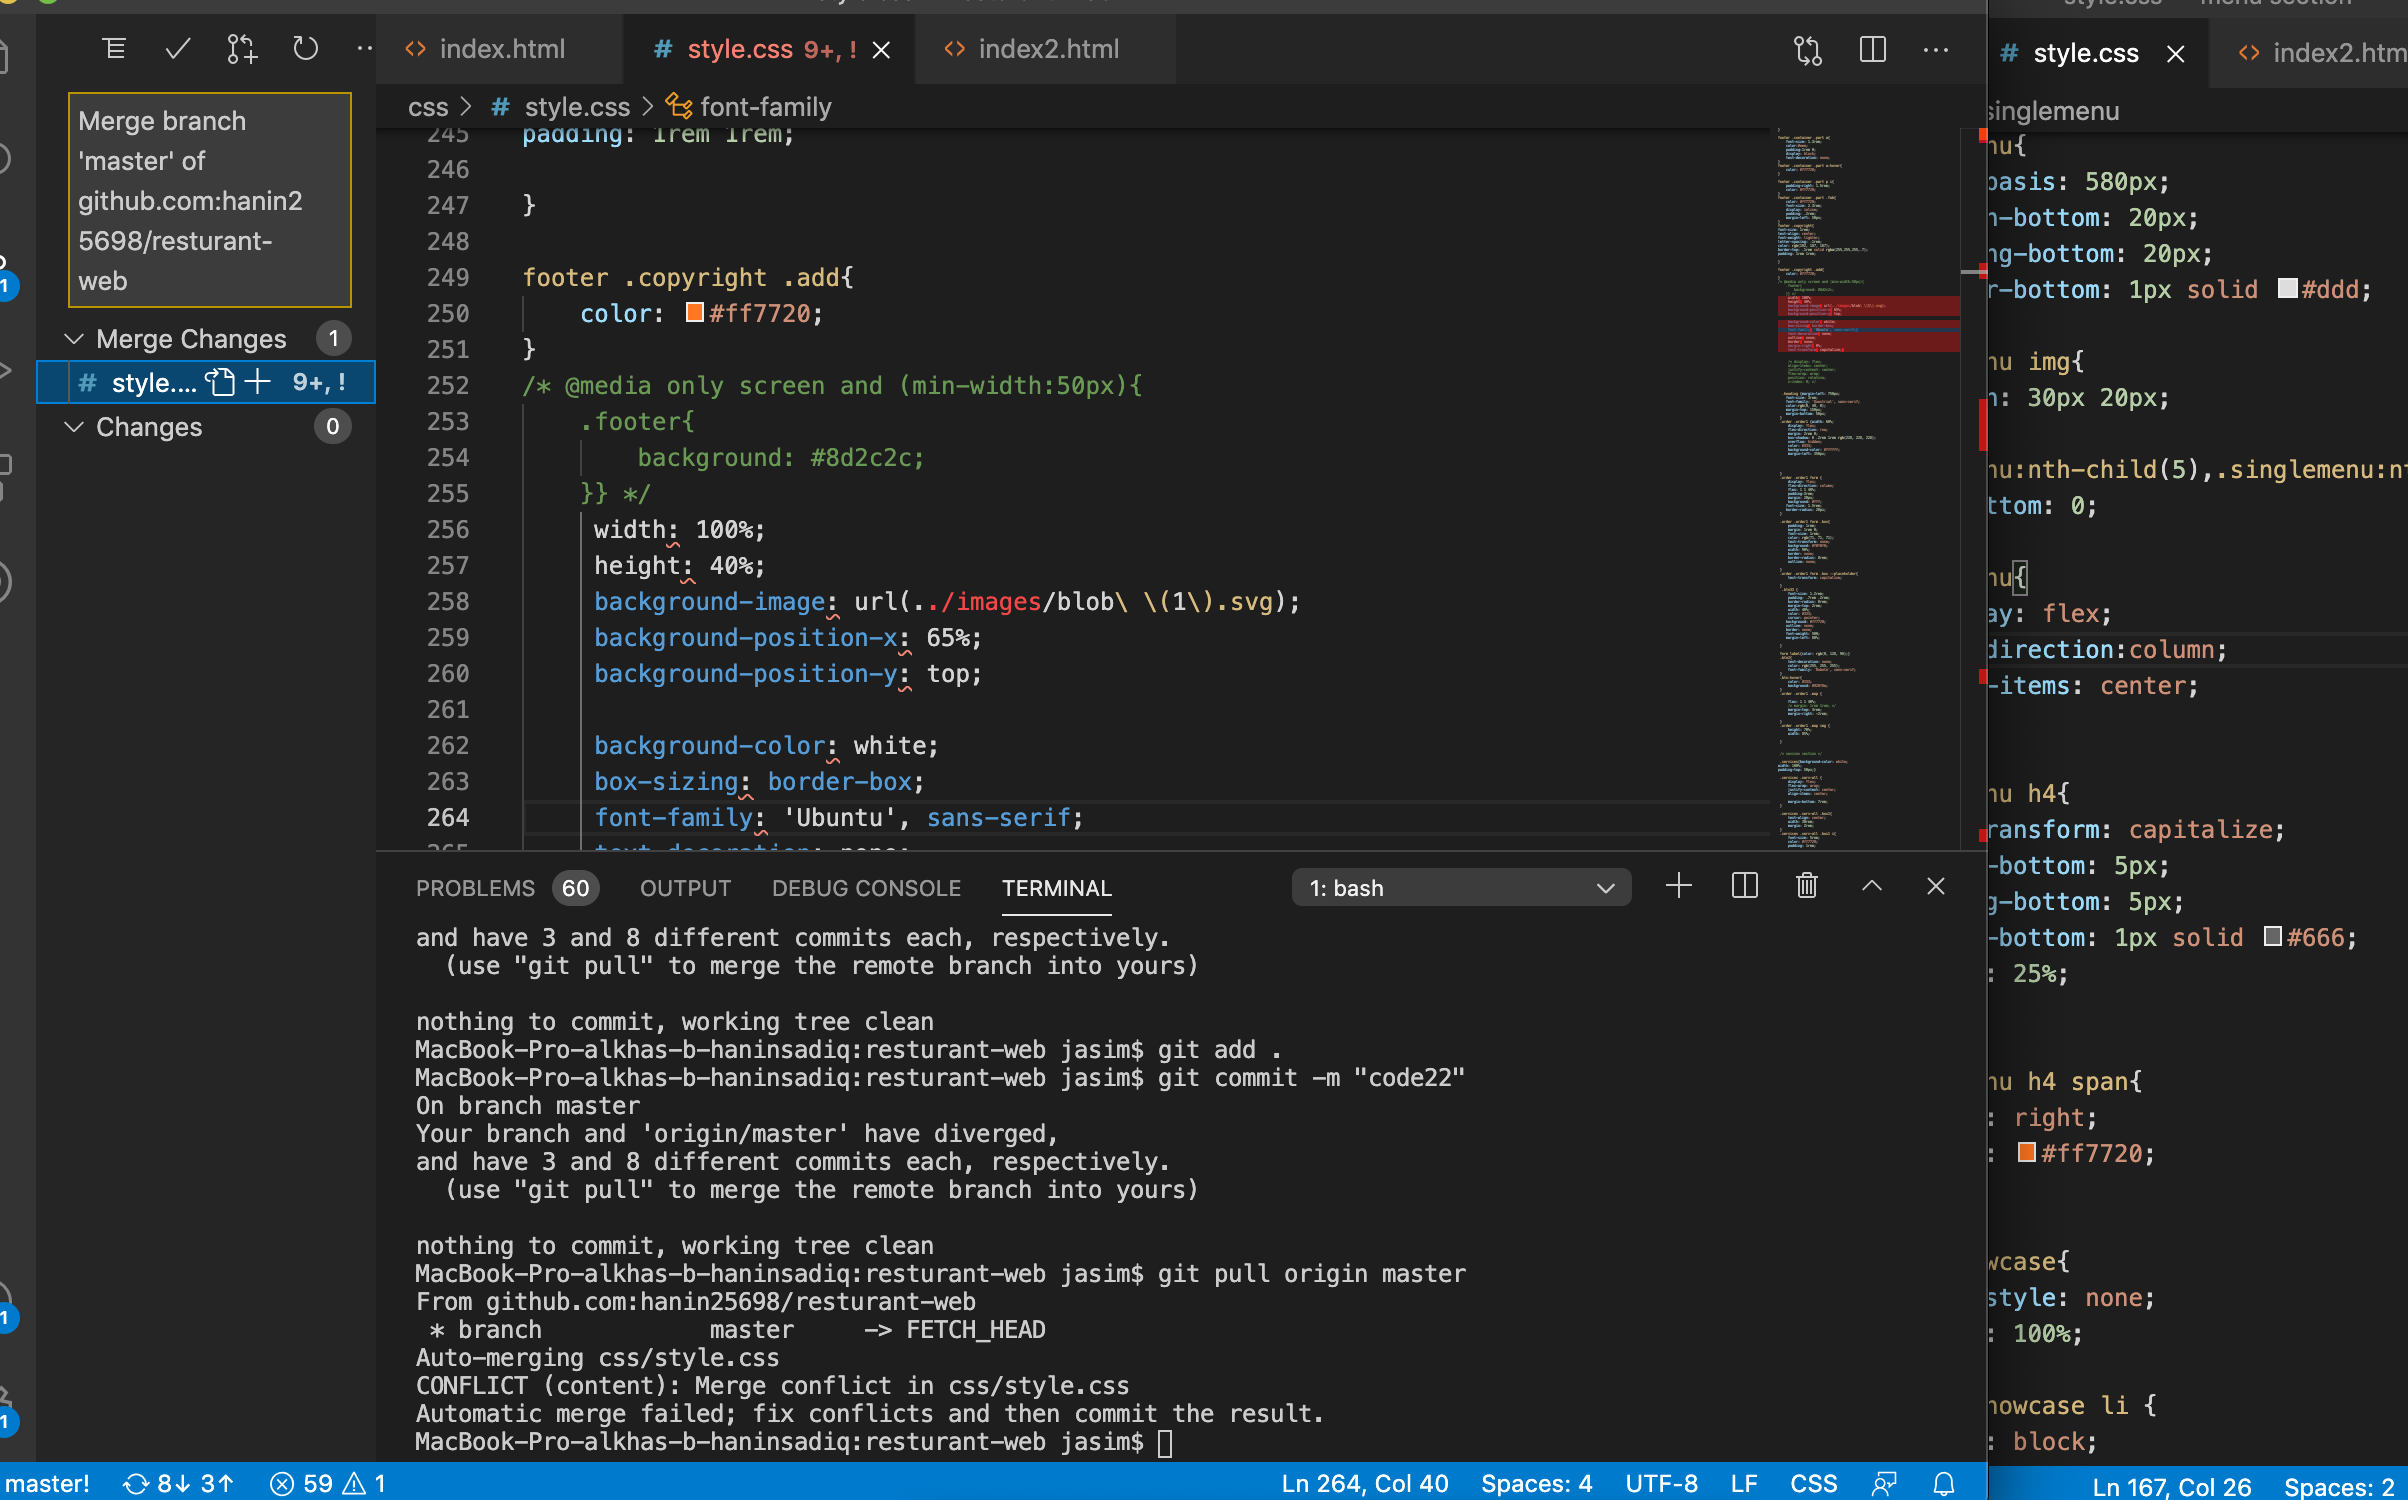 index.html
style.css 9+, !
index2.html
style.css
Merge branch
'master' of
github.com:hanin2
5698/resturant-
web
Merge Changes 1
style.... 9+, !
Changes 0
css > # style.css > font-family
245 padding: 1rem 1rem;
246
247 }
248
249 footer .copyright .add{
250 color: #ff7720;
251 }
252 /* @media only screen and (min-width:50px){
253 .footer{
254 background: #8d2c2c;
255 }} */
256 width: 100%;
257 height: 40%;
258 background-image: url(../images/blob\ \(1\).svg);
259 background-position-x: 65%;
260 background-position-y: top;
261
262 background-color: white;
263 box-sizing: border-box;
264 font-family: 'Ubuntu', sans-serif;
PROBLEMS 60 OUTPUT DEBUG CONSOLE TERMINAL 1: bash
and have 3 and 8 different commits each, respectively.
(use "git pull" to merge the remote branch into yours)
nothing to commit, working tree clean
MacBook-Pro-alkhas-b-haninsadiq:resturant-web jasim$ git add .
MacBook-Pro-alkhas-b-haninsadiq:resturant-web jasim$ git commit -m "code22"
On branch master
Your branch and 'origin/master' have diverged,
and have 3 and 8 different commits each, respectively.
(use "git pull" to merge the remote branch into yours)
nothing to commit, working tree clean
MacBook-Pro-alkhas-b-haninsadiq:resturant-web jasim$ git pull origin master
From github.com:hanin25698/resturant-web
* branch master -> FETCH_HEAD
Auto-merging css/style.css
CONFLICT (content): Merge conflict in css/style.css
Automatic merge failed; fix conflicts and then commit the result.
MacBook-Pro-alkhas-b-haninsadiq:resturant-web jasim$
master! 8↓ 3↑ 59 1 Ln 264, Col 40 Spaces: 4 UTF-8 LF CSS
# style.css index2.htm
singlemenu
nu{
basis: 580px;
n-bottom: 20px;
ng-bottom: 20px;
r-bottom: 1px solid #ddd;
nu img{
n: 30px 20px;
nu:nth-child(5),.singlemenu:n
ttom: 0;
nu{
ay: flex;
direction:column;
-items: center;
nu h4{
ransform: capitalize;
-bottom: 5px;
g-bottom: 5px;
-bottom: 1px solid #666;
: 25%;
nu h4 span{
: right;
: #ff7720;
wcase{
style: none;
: 100%;
howcase li {
: block;
Ln 167, Col 26 Spaces: 2